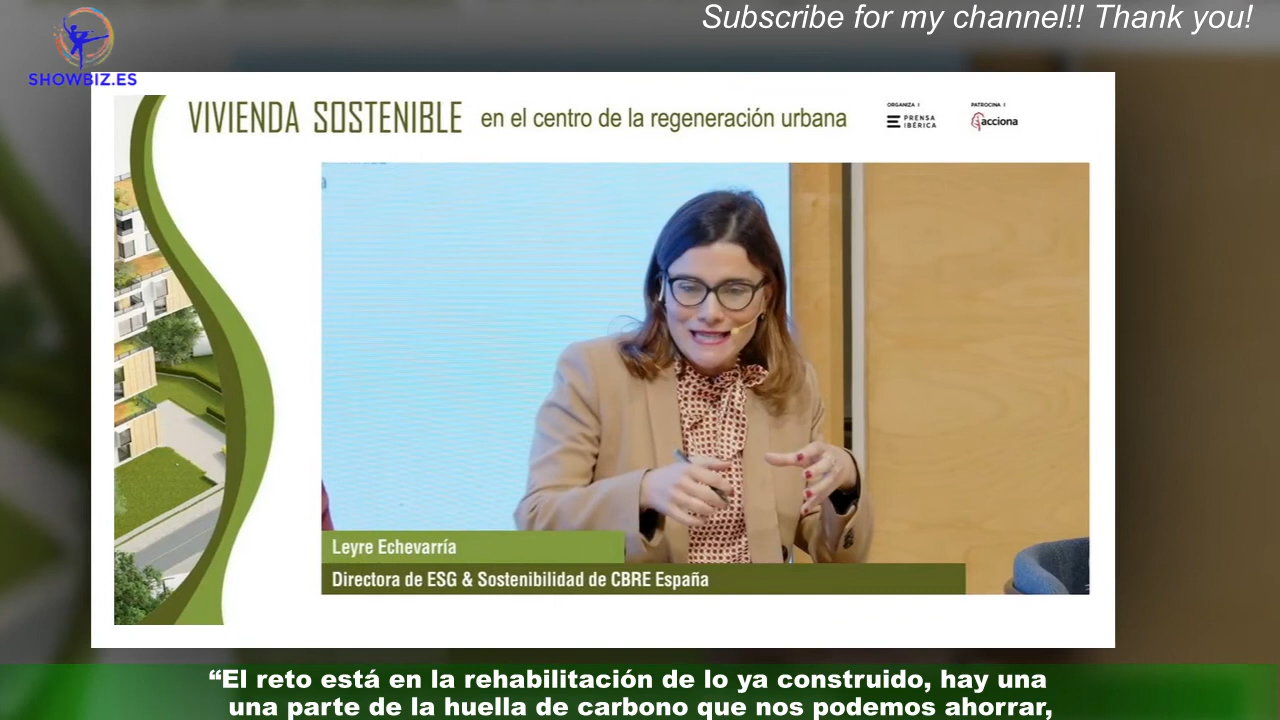 Subscribe for my channel!! Thank you!
SHOWBIZ.ES
VIVIENDA SOSTENIBLE en el centro de la regeneración urbana
ORGANIZA |
PRENSA
IBÉRICA
PATROCINA |
acciona
Leyre Echevarría
Directora de ESG & Sostenibilidad de CBRE España
“El reto está en la rehabilitación de lo ya construido, hay una
una parte de la huella de carbono que nos podemos ahorrar,